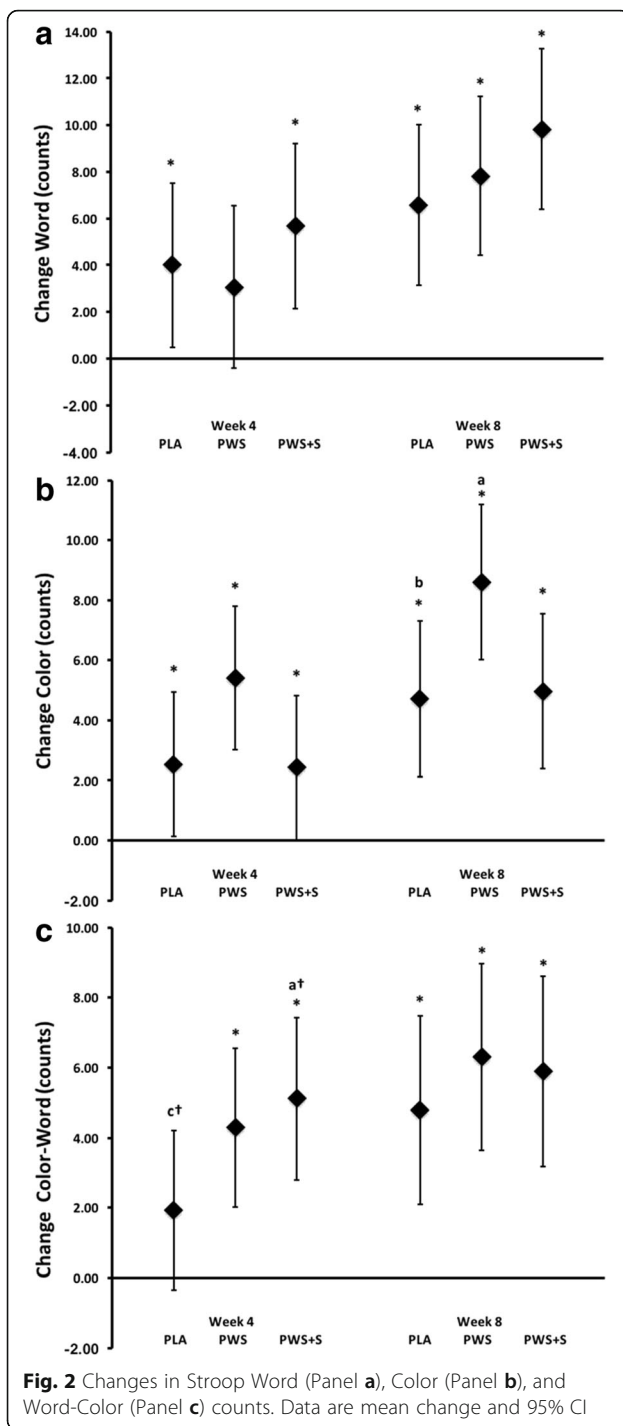 a
14.00
12.00
10.00
8.00
6.00
4.00
2.00
0.00
-2.00
-4.00
Change Word (counts)
* * * * *
Week 4 Week 8
PLA PWS PWS+S PLA PWS PWS+S
b
12.00
10.00
8.00
6.00
4.00
2.00
0.00
-2.00
Change Color (counts)
a
b
* * * * * *
Week 4 Week 8
PLA PWS PWS+S PLA PWS PWS+S
c
10.00
8.00
6.00
4.00
2.00
0.00
-2.00
Change Color-Word (counts)
a†
c†
* * * * *
Week 4 Week 8
PLA PWS PWS+S PLA PWS PWS+S
Fig. 2 Changes in Stroop Word (Panel a), Color (Panel b), and
Word-Color (Panel c) counts. Data are mean change and 95% CI